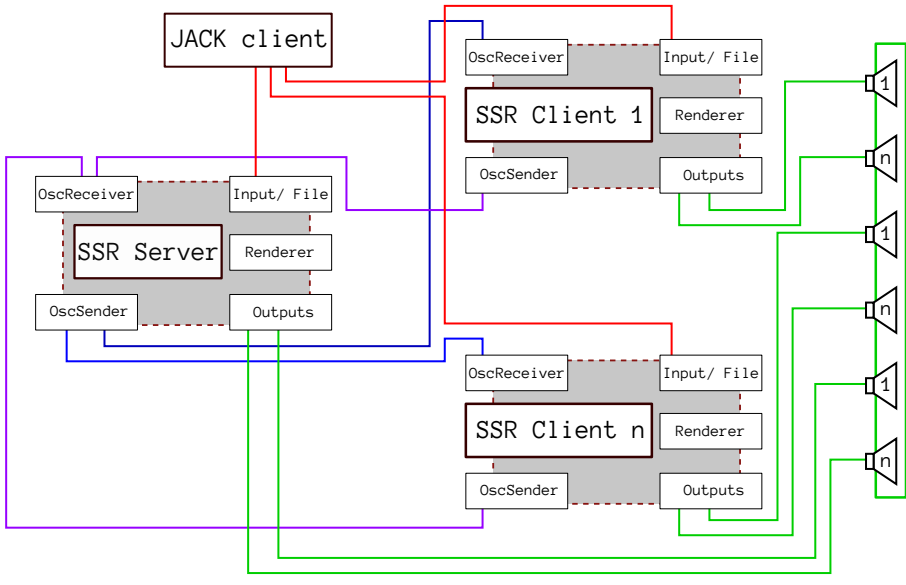 JACK client
OscReceiver
Input/ File
SSR Client 1
Renderer
OscSender
Outputs
OscReceiver
Input/ File
SSR Server
Renderer
OscSender
Outputs
OscReceiver
Input/ File
SSR Client n
Renderer
OscSender
Outputs
1
n
1
n
1
n